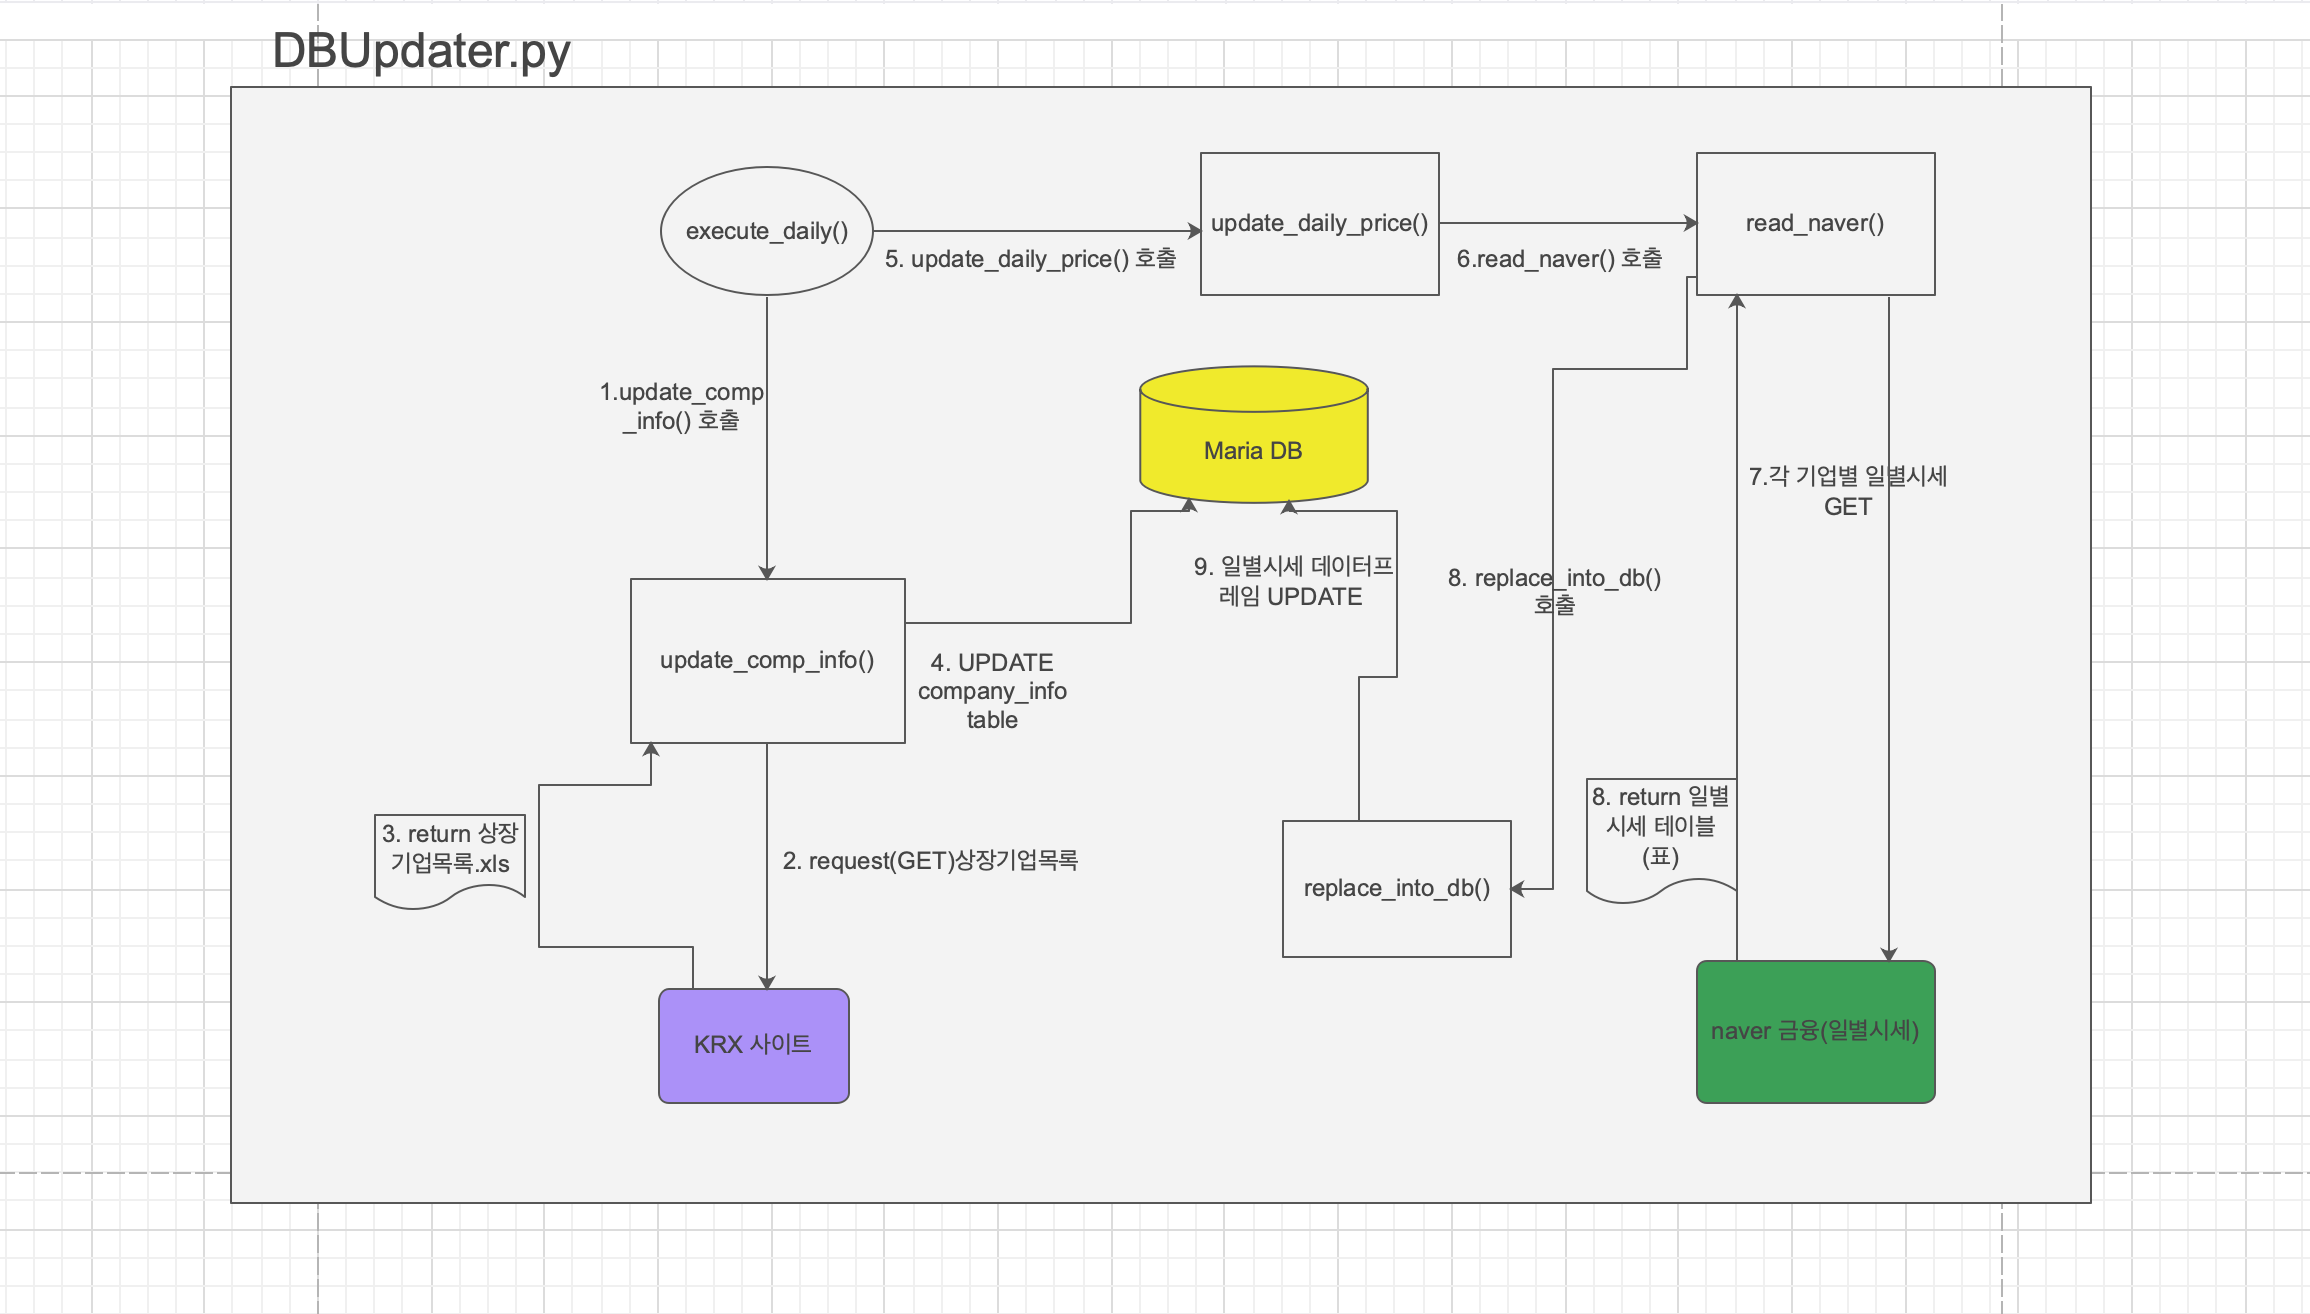 DBUpdater.py
execute_daily()
5. update_daily_price() 호출
update_daily_price()
6.read_naver() 호출
read_naver()
1.update_comp
_info() 호출
Maria DB
7.각 기업별 일별시세
GET
9. 일별시세 데이터프
레임 UPDATE
8. replace_into_db()
호출
update_comp_info()
4. UPDATE
company_info
table
3. return 상장
기업목록.xls
2. request(GET)상장기업목록
replace_into_db()
8. return 일별
시세 테이블
(표)
KRX 사이트
naver 금융(일별시세)